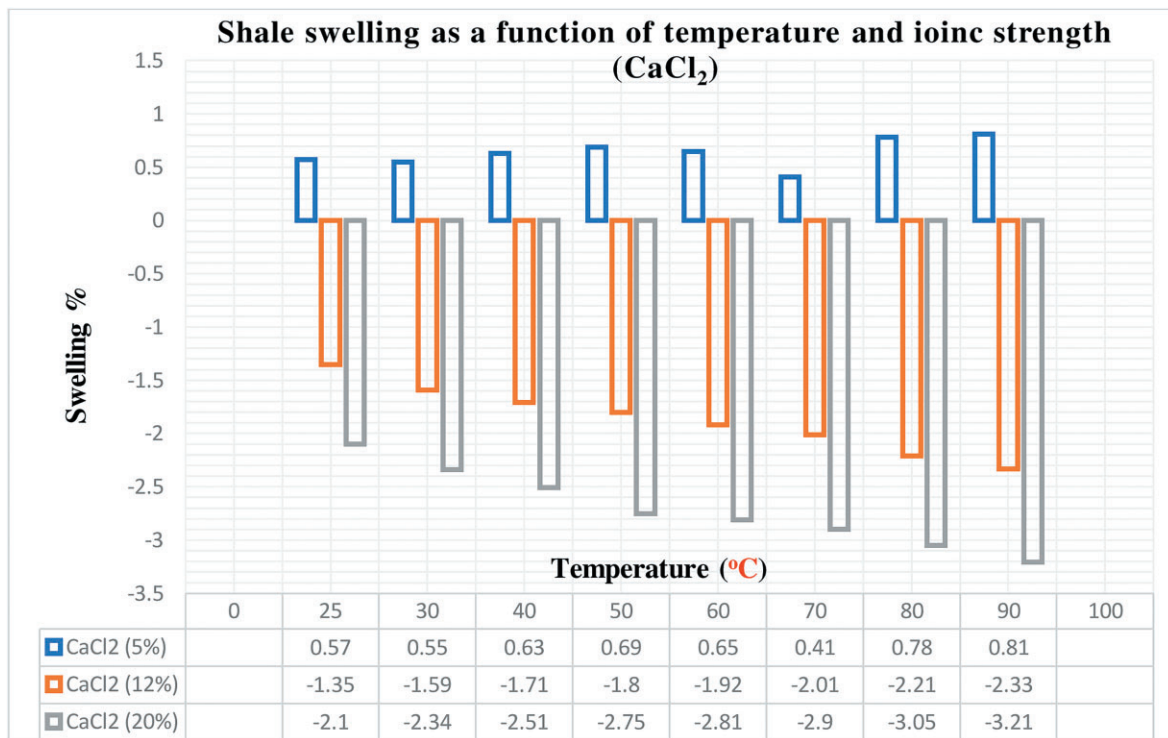 Shale swelling as a function of temperature and ioinc strength
(CaCl₂)
1.5
1
0.5
0
-0.5
-1
-1.5
-2
-2.5
-3
-3.5
Swelling %
Temperature (°C)
0 25 30 40 50 60 70 80 90 100
CaCl2 (5%) 0.57 0.55 0.63 0.69 0.65 0.41 0.78 0.81
CaCl2 (12%) -1.35 -1.59 -1.71 -1.8 -1.92 -2.01 -2.21 -2.33
CaCl2 (20%) -2.1 -2.34 -2.51 -2.75 -2.81 -2.9 -3.05 -3.21